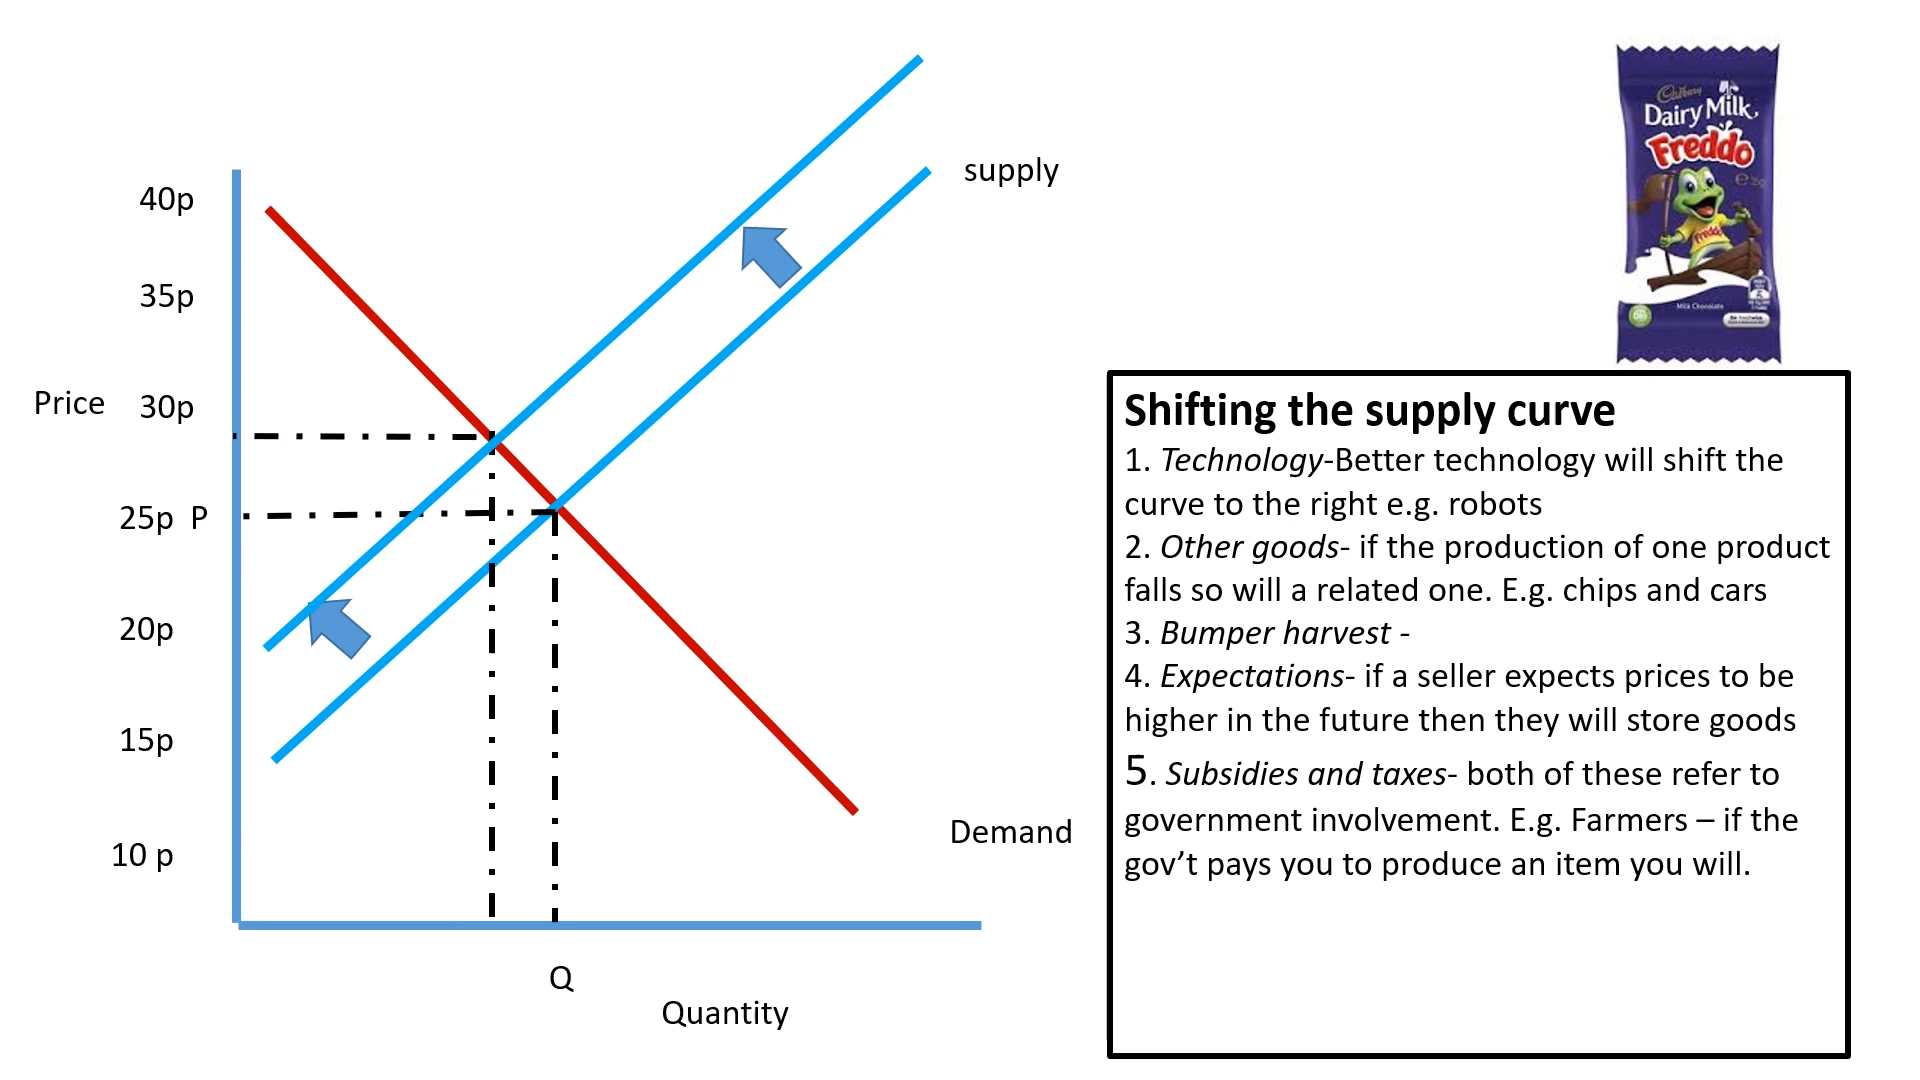 40p
35p
Price 30p
25p P
20p
15p
10 p
supply
Demand
Q
Quantity
Cadbury
Dairy Milk
Freddo
Freddo
Milk Chocolate
Shifting the supply curve
1. Technology-Better technology will shift the
curve to the right e.g. robots
2. Other goods- if the production of one product
falls so will a related one. E.g. chips and cars
3. Bumper harvest -
4. Expectations- if a seller expects prices to be
higher in the future then they will store goods
5. Subsidies and taxes- both of these refer to
government involvement. E.g. Farmers – if the
gov’t pays you to produce an item you will.